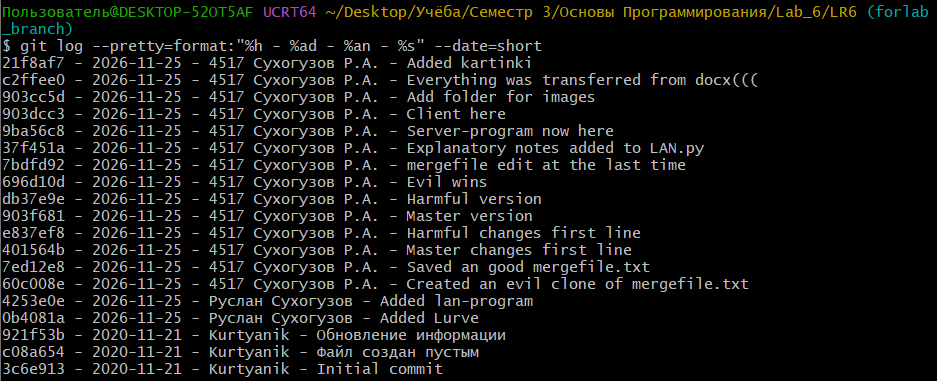 Пользователь@DESKTOP-52OT5AF UCRT64 ~/Desktop/Учёба/Семестр 3/Основы Программирования/Lab_6/LR6 (forlab
_branch)
$ git log --pretty=format:"%h - %ad - %an - %s" --date=short
21f8af7 - 2026-11-25 - 4517 Сухогузов Р.А. - Added kartinki
c2ffee0 - 2026-11-25 - 4517 Сухогузов Р.А. - Everything was transferred from docx(((
903cc5d - 2026-11-25 - 4517 Сухогузов Р.А. - Add folder for images
903dcc3 - 2026-11-25 - 4517 Сухогузов Р.А. - Client here
9ba56c8 - 2026-11-25 - 4517 Сухогузов Р.А. - Server-program now here
37f451a - 2026-11-25 - 4517 Сухогузов Р.А. - Explanatory notes added to LAN.py
7bdfd92 - 2026-11-25 - 4517 Сухогузов Р.А. - mergefile edit at the last time
696d10d - 2026-11-25 - 4517 Сухогузов Р.А. - Evil wins
db37e9e - 2026-11-25 - 4517 Сухогузов Р.А. - Harmful version
903f681 - 2026-11-25 - 4517 Сухогузов Р.А. - Master version
e837ef8 - 2026-11-25 - 4517 Сухогузов Р.А. - Harmful changes first line
401564b - 2026-11-25 - 4517 Сухогузов Р.А. - Master changes first line
7ed12e8 - 2026-11-25 - 4517 Сухогузов Р.А. - Saved an good mergefile.txt
60c008e - 2026-11-25 - 4517 Сухогузов Р.А. - Created an evil clone of mergefile.txt
4253e0e - 2026-11-25 - Руслан Сухогузов - Added lan-program
0b4081a - 2026-11-25 - Руслан Сухогузов - Added Lurve
921f53b - 2020-11-21 - Kurtyanik - Обновление информации
c08a654 - 2020-11-21 - Kurtyanik - Файл создан пустым
3c6e913 - 2020-11-21 - Kurtyanik - Initial commit